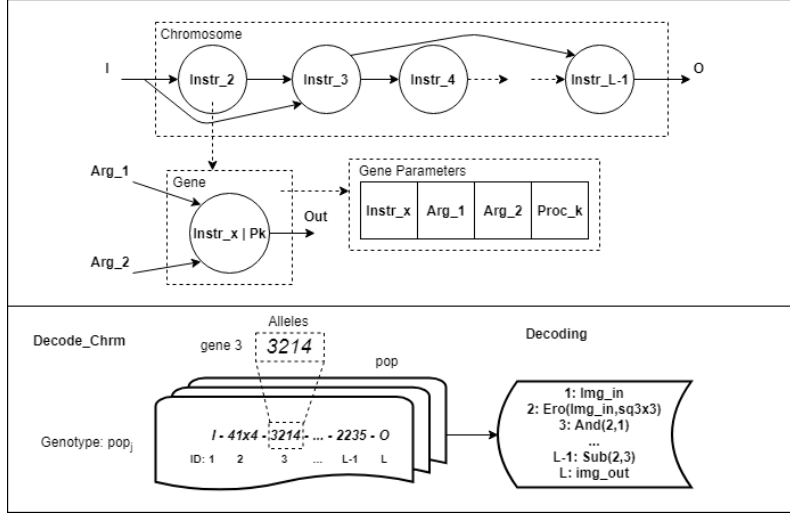 Chromosome
I
Instr_2
Instr_3
Instr_4
Instr_L-1
O
Arg_1
Gene
Gene Parameters
Instr_x
Arg_1
Arg_2
Proc_k
Instr_x | Pk
Out
Arg_2
Alleles
Decode_Chrm
gene 3
3214
Decoding
pop
1: Img_in
2: Ero(Img_in,sq3x3)
3: And(2,1)
...
L-1: Sub(2,3)
L: img_out
Genotype: popj
I - 41x4 - 3214 - ... - 2235 - O
ID: 1 2 3 ... L-1 L